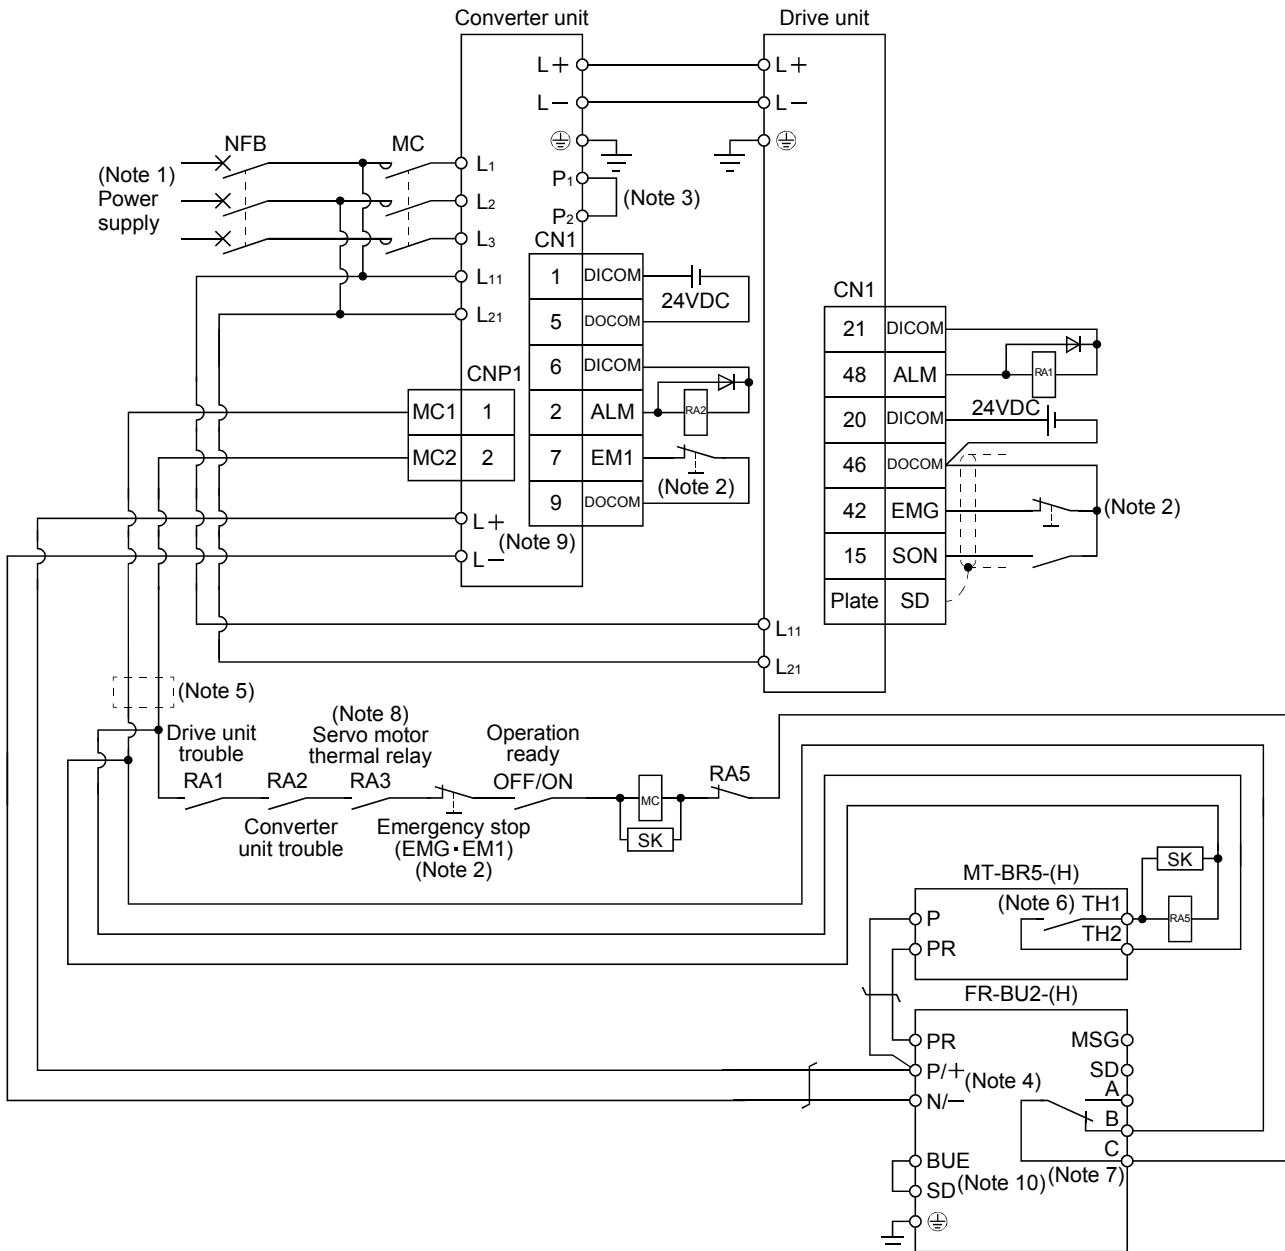 Converter unit
Drive unit
L+
L+
L−
L−
NFB
MC
(Note 1)
Power
supply
L1
L2
L3
L11
L21
P1
P2
(Note 3)
CN1
1 DICOM
5 DOCOM
6 DICOM
2 ALM
7 EM1
9 DOCOM
24VDC
RA2
(Note 2)
CNP1
MC1 1
MC2 2
L+
L−
(Note 9)
CN1
21 DICOM
48 ALM
20 DICOM
46 DOCOM
42 EMG
15 SON
Plate SD
RA1
24VDC
(Note 2)
L11
L21
(Note 5)
Drive unit
trouble
RA1
RA2
Converter
unit trouble
(Note 8)
Servo motor
thermal relay
RA3
Emergency stop
(EMG・EM1)
(Note 2)
Operation
ready
OFF/ON
MC
SK
RA5
SK
RA5
MT-BR5-(H)
(Note 6)
TH1
TH2
P
PR
FR-BU2-(H)
PR
P/+
N/−
(Note 4)
MSG
SD
A
B
C
BUE
SD
(Note 10)
(Note 7)